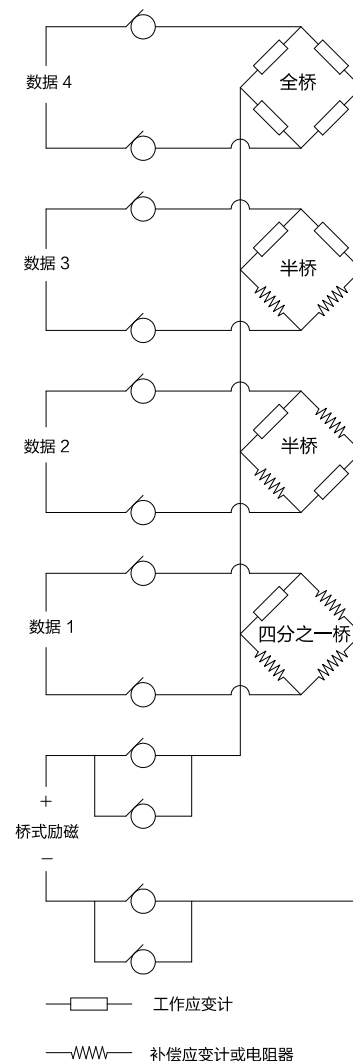 数据 4
全桥
数据 3
半桥
数据 2
半桥
数据 1
四分之一桥
+
桥式励磁
−
工作应变计
补偿应变计或电阻器